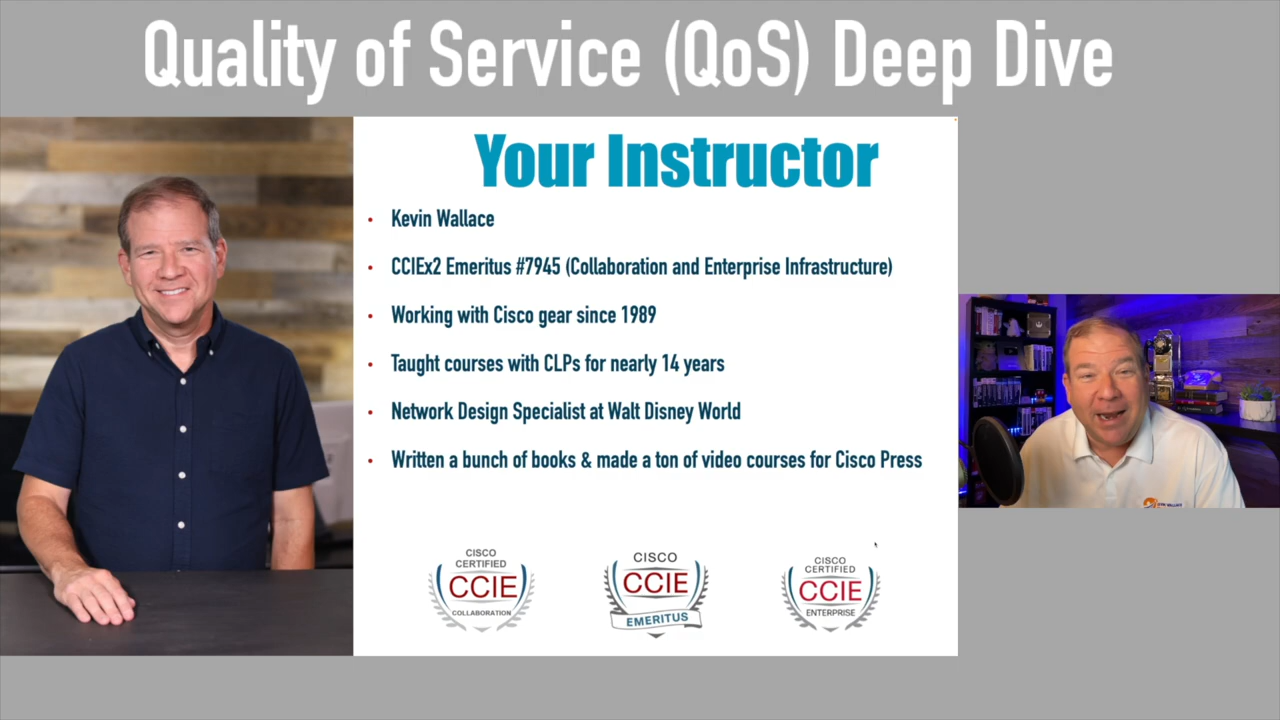 Quality of Service (QoS) Deep Dive
Your Instructor
• Kevin Wallace
• CCIEx2 Emeritus #7945 (Collaboration and Enterprise Infrastructure)
• Working with Cisco gear since 1989
• Taught courses with CLPs for nearly 14 years
• Network Design Specialist at Walt Disney World
• Written a bunch of books & made a ton of video courses for Cisco Press
CISCO
CERTIFIED
CCIE
COLLABORATION
CISCO
CCIE
EMERITUS
CISCO
CERTIFIED
CCIE
ENTERPRISE